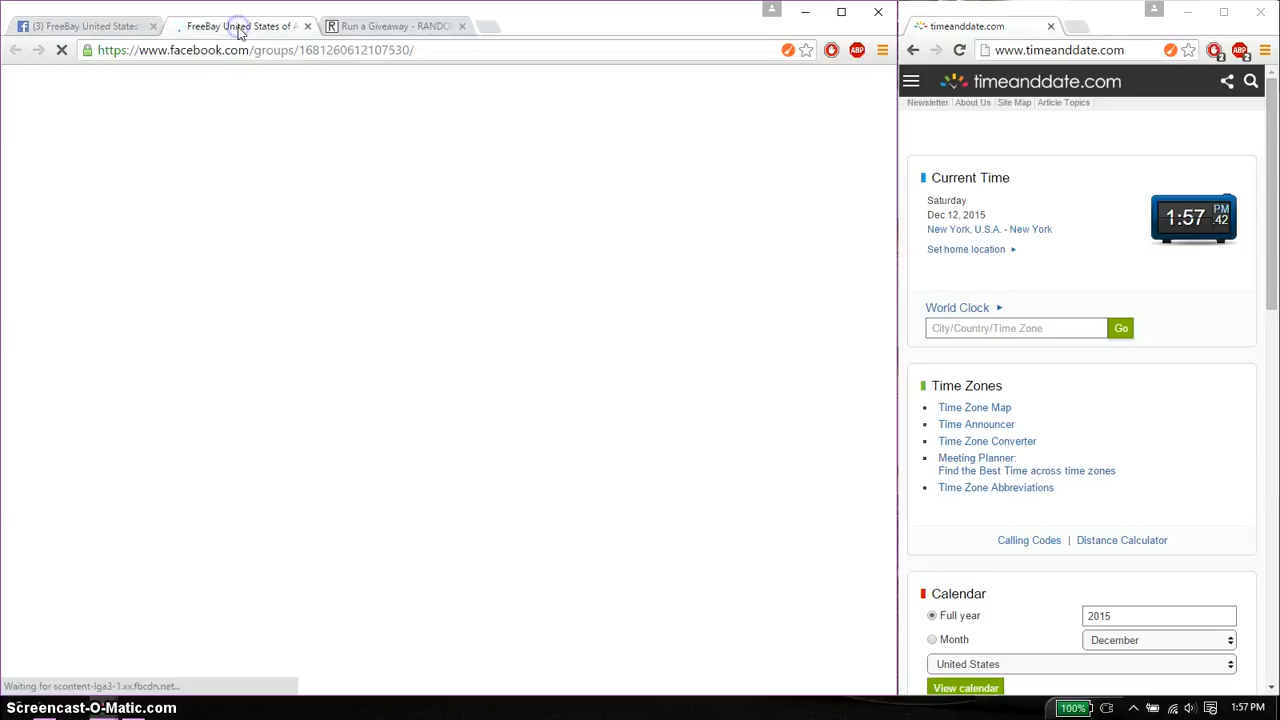 (3) FreeBay United States
FreeBay United States of A
Run a Giveaway - RANDO
https://www.facebook.com/groups/1681260612107530/
Waiting for scontent-lga3-1.xx.fbcdn.net...
timeanddate.com
www.timeanddate.com
ABP
2
ABP
2
timeanddate.com
Newsletter | About Us | Site Map | Article Topics |
Current Time
Saturday
Dec 12, 2015
New York, U.S.A. - New York
Set home location
1:57 PM 42
World Clock
City/Country/Time Zone
Go
Time Zones
Time Zone Map
Time Announcer
Time Zone Converter
Meeting Planner:
Find the Best Time across time zones
Time Zone Abbreviations
Calling Codes | Distance Calculator
Calendar
Full year
2015
Month
December
United States
View calendar
Screencast-O-Matic.com
100%
1:57 PM